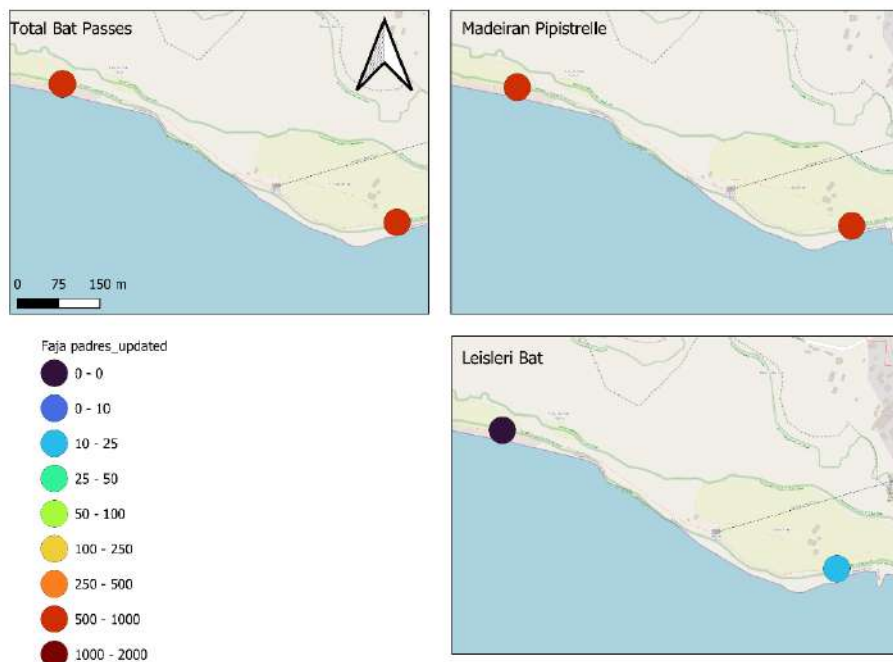 Total Bat Passes
Madeiran Pipistrelle
0 75 150 m
Faja padres_updated
0 - 0
0 - 10
10 - 25
25 - 50
50 - 100
100 - 250
250 - 500
500 - 1000
1000 - 2000
Leisleri Bat